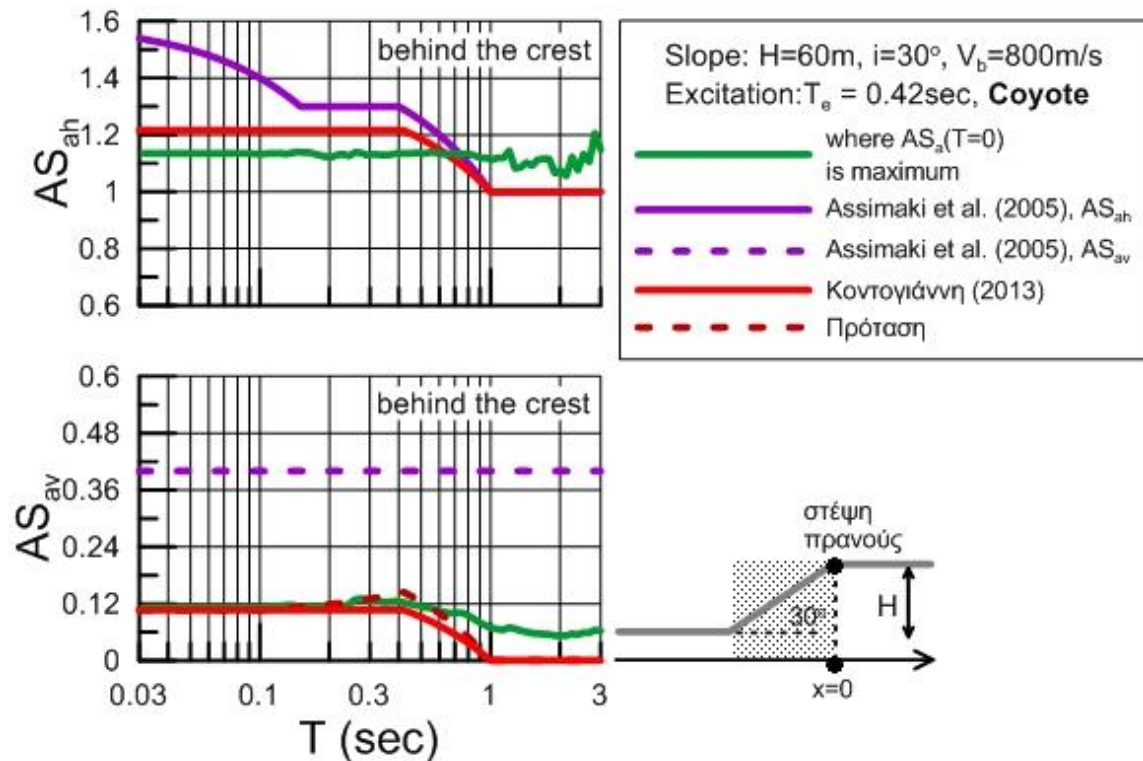 1.6
1.4
1.2
1
0.8
0.6
AS_ah
behind the crest
Slope: H=60m, i=30°, V_b=800m/s
Excitation:T_e = 0.42sec, Coyote
where AS_a(T=0)
is maximum
Assimaki et al. (2005), AS_ah
Assimaki et al. (2005), AS_av
Κοντογιάννη (2013)
Πρόταση
0.6
0.48
0.36
0.24
0.12
0
AS_av
behind the crest
0.03 0.1 0.3 1 3
T (sec)
στέψη
πρανούς
30°
H
x=0